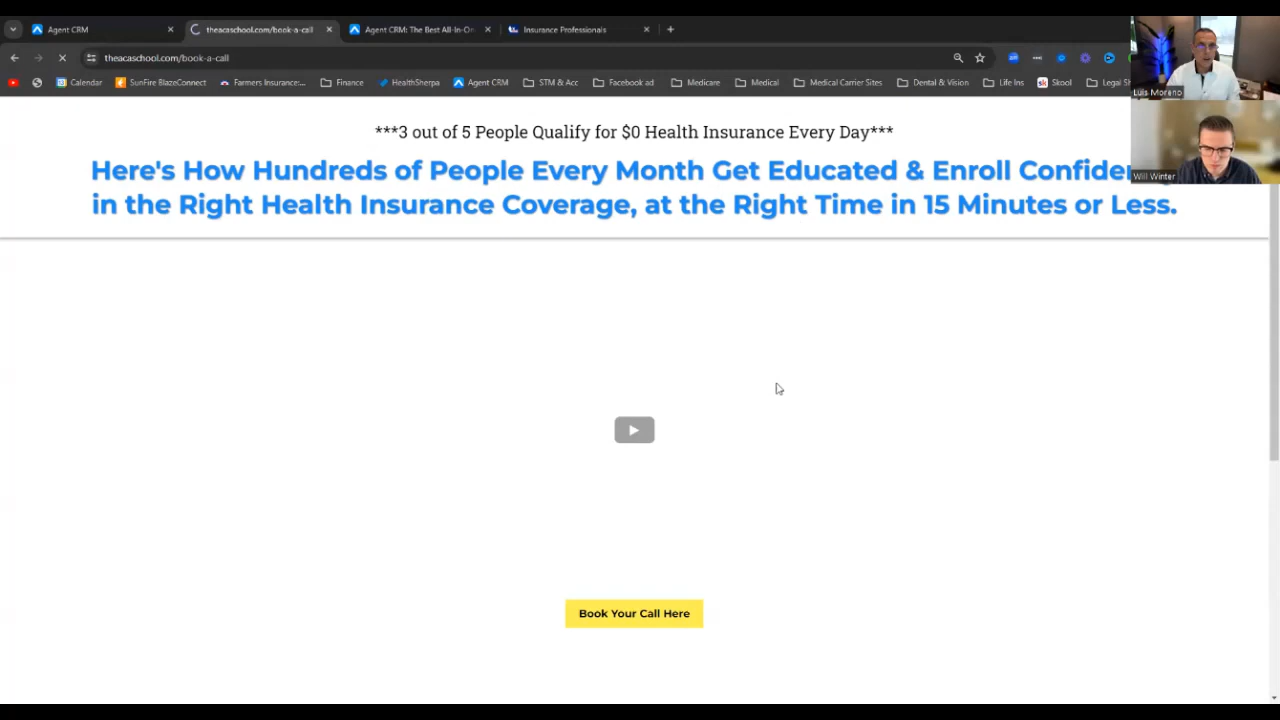 Agent CRM
theacaschool.com/book-a-call
Agent CRM: The Best All-In-On
Insurance Professionals
theacaschool.com/book-a-call
Calendar
SunFire BlazeConnect
Farmers Insurance:...
Finance
HealthSherpa
Agent CRM
STM & Acc
Facebook ad
Medicare
Medical
Medical Carrier Sites
Dental & Vision
Life Ins
Skool
Legal Sh
Luis Moreno
Will Winter
***3 out of 5 People Qualify for $0 Health Insurance Every Day***
Here's How Hundreds of People Every Month Get Educated & Enroll
in the Right Health Insurance Coverage, at the Right Time in 15 Minutes or Less.
Book Your Call Here